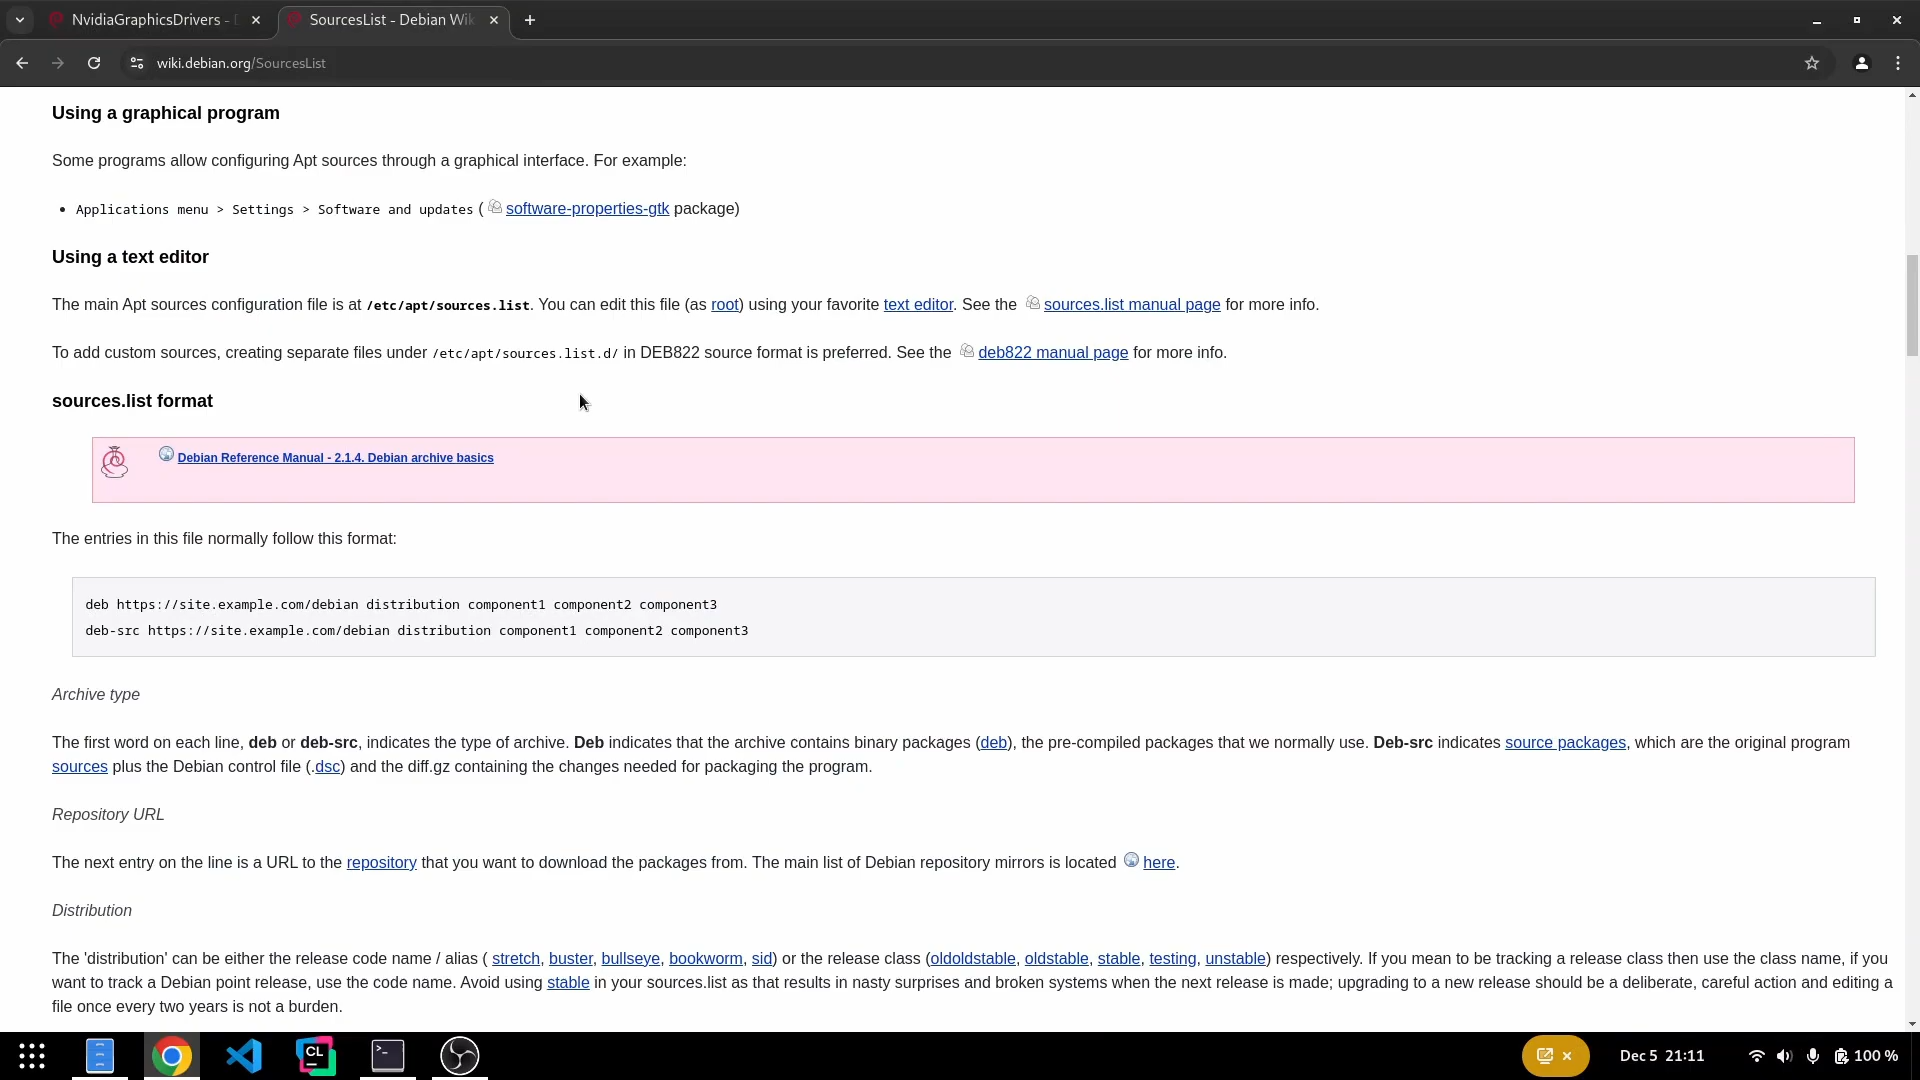 NvidiaGraphicsDrivers -
SourcesList - Debian Wik
wiki.debian.org/SourcesList
Using a graphical program
Some programs allow configuring Apt sources through a graphical interface. For example:
• Applications menu > Settings > Software and updates ( software-properties-gtk package)
Using a text editor
The main Apt sources configuration file is at /etc/apt/sources.list. You can edit this file (as root) using your favorite text editor. See the sources.list manual page for more info.
To add custom sources, creating separate files under /etc/apt/sources.list.d/ in DEB822 source format is preferred. See the deb822 manual page for more info.
sources.list format
Debian Reference Manual - 2.1.4. Debian archive basics
The entries in this file normally follow this format:
deb https://site.example.com/debian distribution component1 component2 component3
deb-src https://site.example.com/debian distribution component1 component2 component3
Archive type
The first word on each line, deb or deb-src, indicates the type of archive. Deb indicates that the archive contains binary packages (deb), the pre-compiled packages that we normally use. Deb-src indicates source packages, which are the original program
sources plus the Debian control file (.dsc) and the diff.gz containing the changes needed for packaging the program.
Repository URL
The next entry on the line is a URL to the repository that you want to download the packages from. The main list of Debian repository mirrors is located here.
Distribution
The 'distribution' can be either the release code name / alias ( stretch, buster, bullseye, bookworm, sid) or the release class (oldoldstable, oldstable, stable, testing, unstable) respectively. If you mean to be tracking a release class then use the class name, if you
want to track a Debian point release, use the code name. Avoid using stable in your sources.list as that results in nasty surprises and broken systems when the next release is made; upgrading to a new release should be a deliberate, careful action and editing a
file once every two years is not a burden.
CL
Dec 5 21:11
100 %